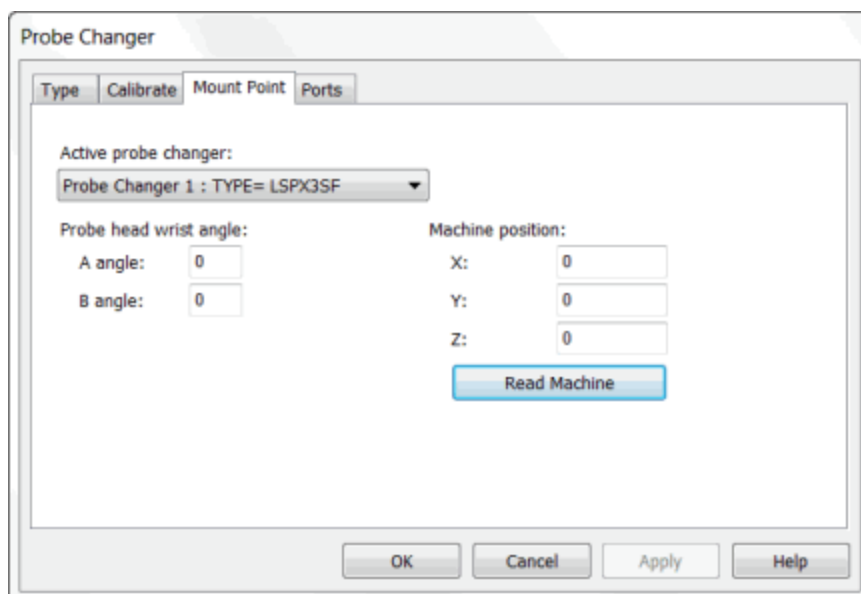 Probe Changer
Type Calibrate Mount Point Ports
Active probe changer:
Probe Changer 1 : TYPE= LSPX3SF
Probe head wrist angle: Machine position:
A angle: 0 X: 0
B angle: 0 Y: 0
Z: 0
Read Machine
OK Cancel Apply Help